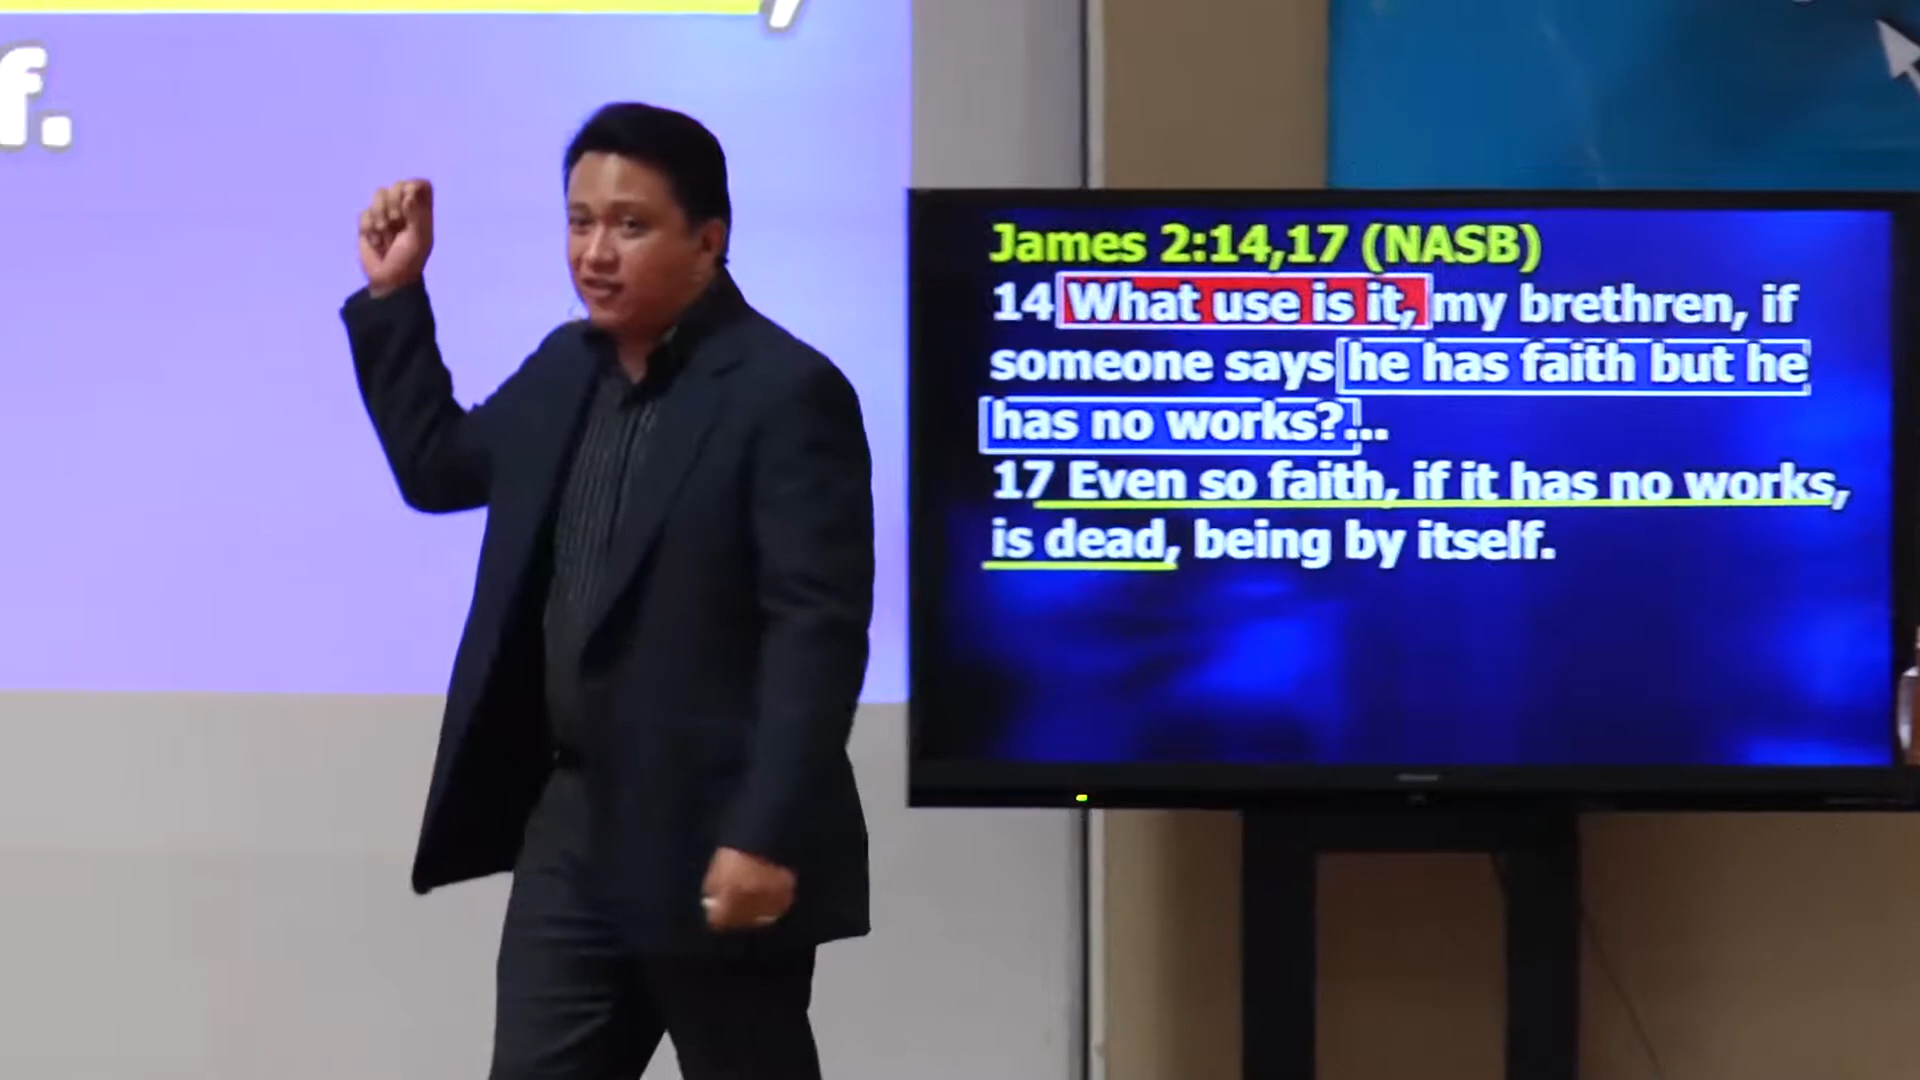 f.
James 2:14,17 (NASB)
14 What use is it, my brethren, if
someone says he has faith but he
has no works?...
17 Even so faith, if it has no works,
is dead, being by itself.